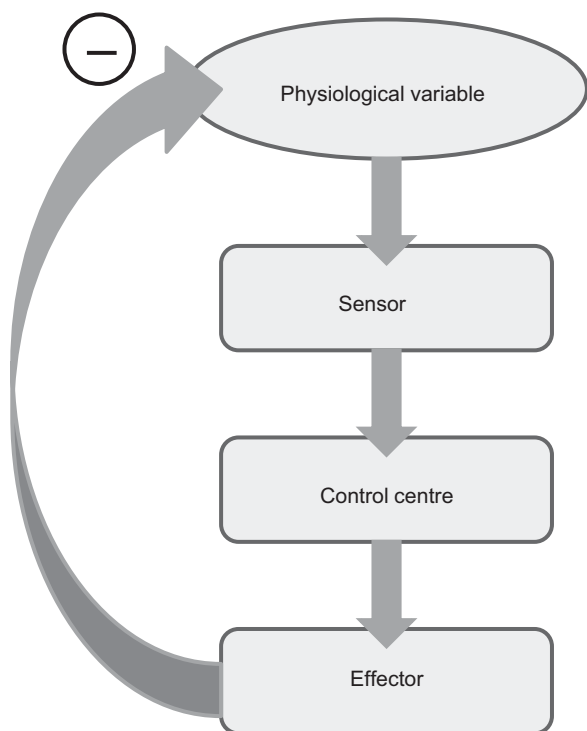 −
Physiological variable
Sensor
Control centre
Effector